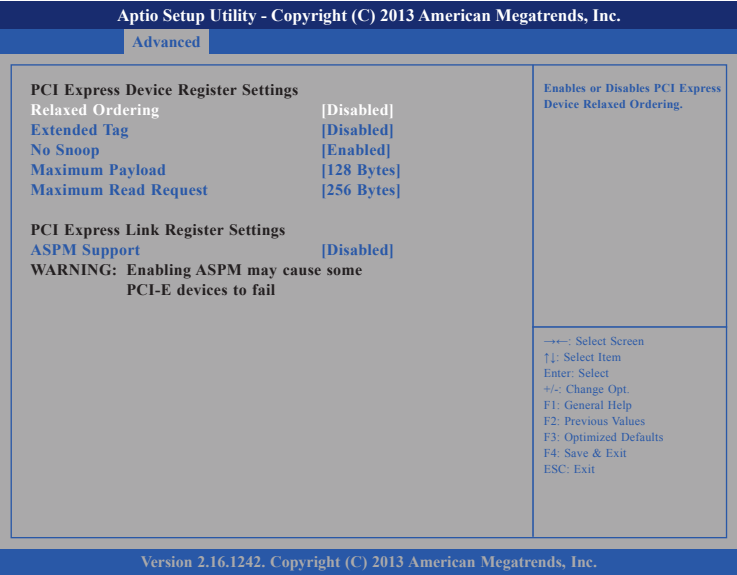 Aptio Setup Utility - Copyright (C) 2013 American Megatrends, Inc.
Advanced
PCI Express Device Register Settings
Relaxed Ordering [Disabled]
Extended Tag [Disabled]
No Snoop [Enabled]
Maximum Payload [128 Bytes]
Maximum Read Request [256 Bytes]
PCI Express Link Register Settings
ASPM Support [Disabled]
WARNING: Enabling ASPM may cause some
PCI-E devices to fail
Enables or Disables PCI Express
Device Relaxed Ordering.
→←: Select Screen
↑↓: Select Item
Enter: Select
+/-: Change Opt.
F1: General Help
F2: Previous Values
F3: Optimized Defaults
F4: Save & Exit
ESC: Exit
Version 2.16.1242. Copyright (C) 2013 American Megatrends, Inc.